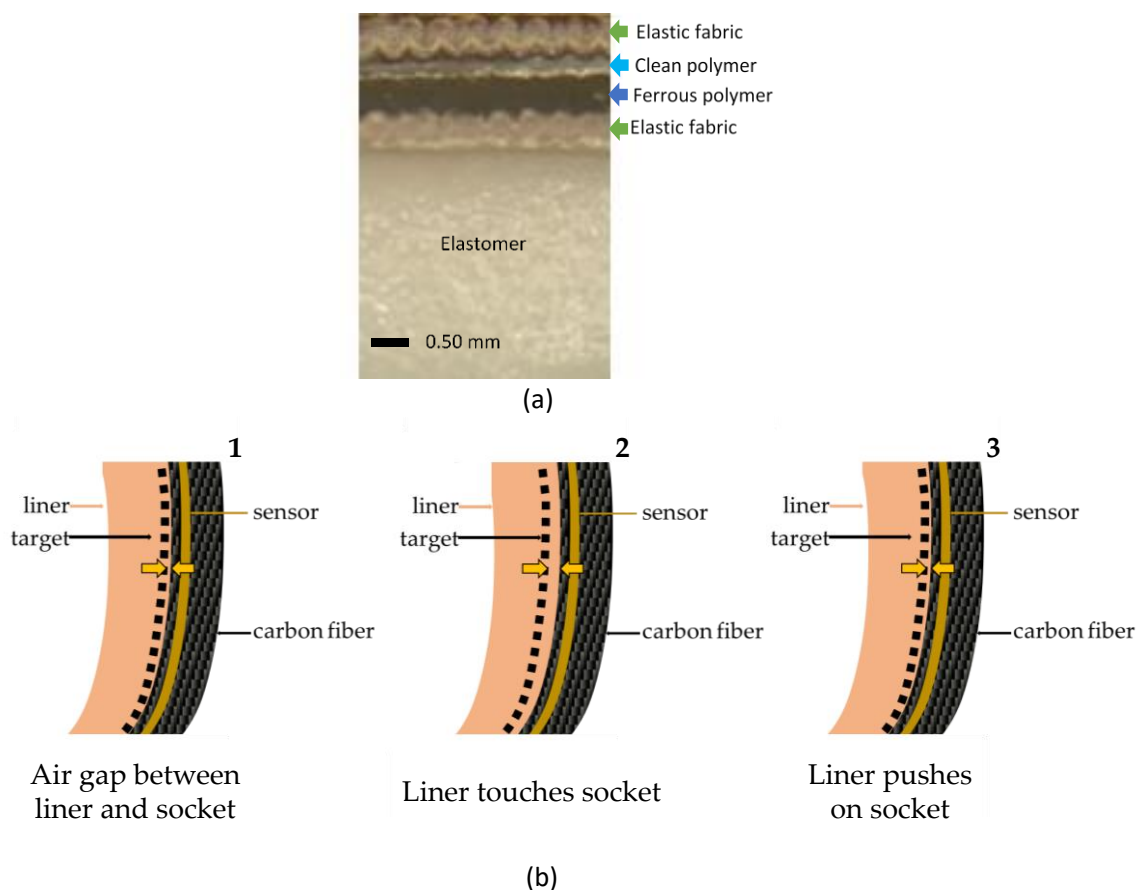 Elastic fabric
Clean polymer
Ferrous polymer
Elastic fabric
Elastomer
0.50 mm
(a)
1
liner
target
sensor
carbon fiber
Air gap between
liner and socket
2
liner
target
sensor
carbon fiber
Liner touches socket
3
liner
target
sensor
carbon fiber
Liner pushes
on socket
(b)